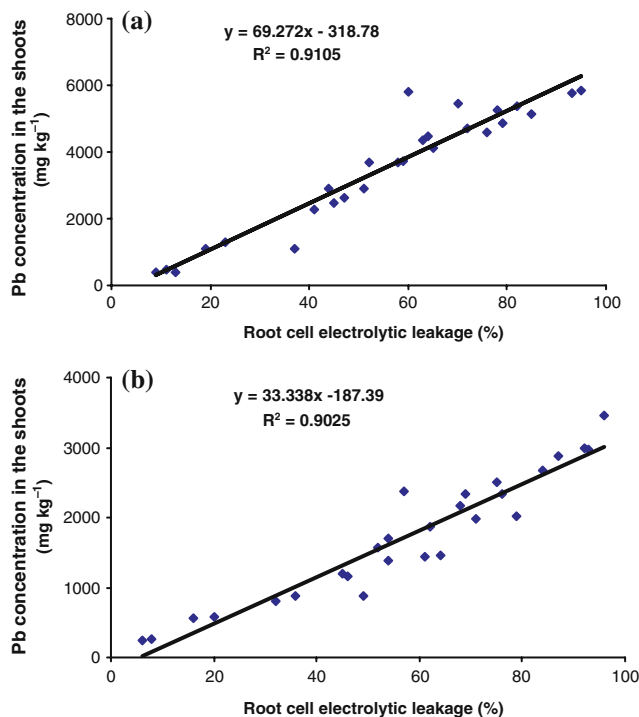 (a)
y = 69.272x - 318.78
R² = 0.9105
Pb concentration in the shoots
(mg kg⁻¹)
8000
6000
4000
2000
0
0 20 40 60 80 100
Root cell electrolytic leakage (%)
(b)
y = 33.338x -187.39
R² = 0.9025
Pb concentration in the shoots
(mg kg⁻¹)
4000
3000
2000
1000
0
0 20 40 60 80 100
Root cell electrolytic leakage (%)